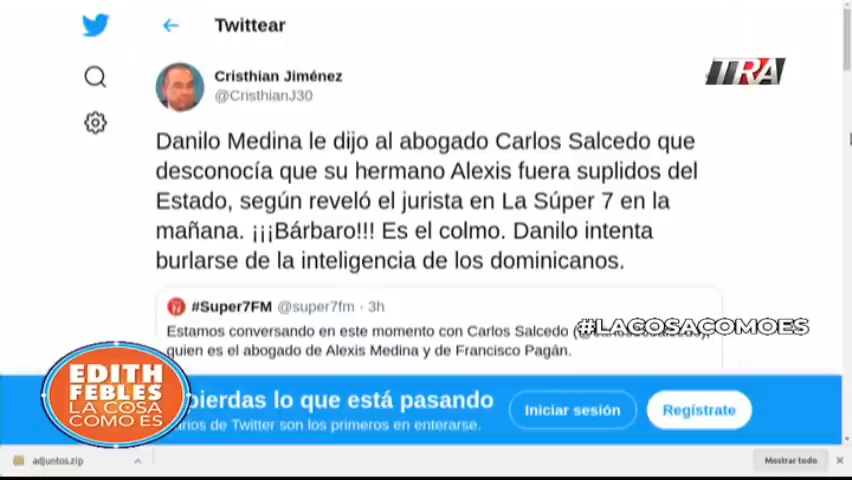 Twittear
Cristhian Jiménez
@CristhianJ30
TRA
Danilo Medina le dijo al abogado Carlos Salcedo que
desconocía que su hermano Alexis fuera suplidos del
Estado, según reveló el jurista en La Súper 7 en la
mañana. ¡¡¡Bárbaro!!! Es el colmo. Danilo intenta
burlarse de la inteligencia de los dominicanos.
#Super7FM @super7fm · 3h
Estamos conversando en este momento con Carlos Salcedo
quien es el abogado de Alexis Medina y de Francisco Pagán.
#LACOSACOMOES
EDITH
FEBLES
LA COSA
COMO ES
pierdas lo que está pasando
de Twitter son los primeros en enterarse.
Iniciar sesión
Regístrate
adjuntos.zip
Mostrar todo